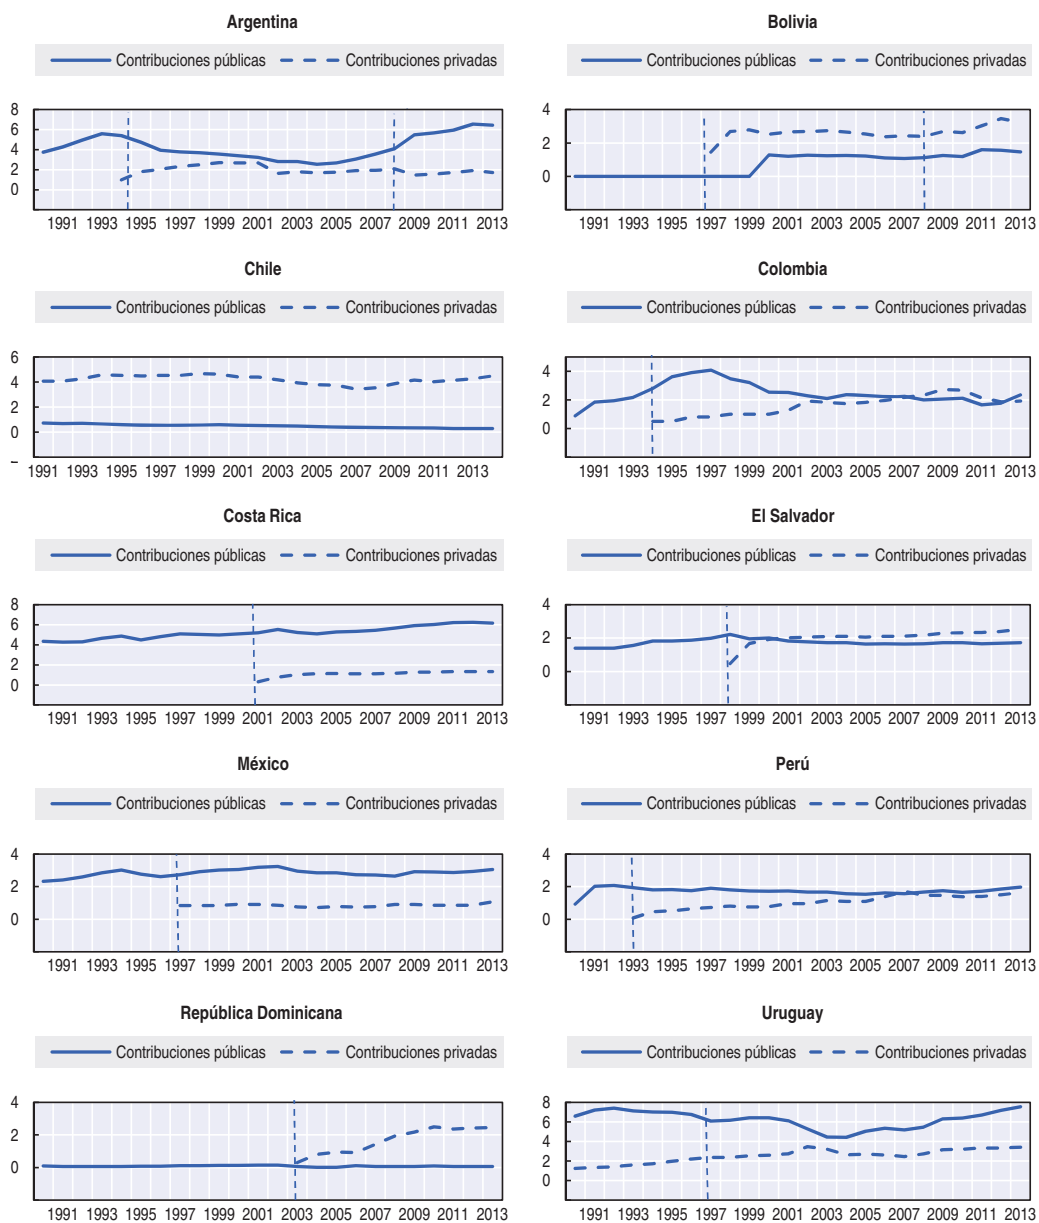 Argentina
Contribuciones públicas Contribuciones privadas
8
6
4
2
0
1991 1993 1995 1997 1999 2001 2003 2005 2007 2009 2011 2013
Bolivia
Contribuciones públicas Contribuciones privadas
4
2
0
1991 1993 1995 1997 1999 2001 2003 2005 2007 2009 2011 2013
Chile
Contribuciones públicas Contribuciones privadas
6
4
2
0
–
1991 1993 1995 1997 1999 2001 2003 2005 2007 2009 2011 2013
Colombia
Contribuciones públicas Contribuciones privadas
4
2
0
1991 1993 1995 1997 1999 2001 2003 2005 2007 2009 2011 2013
Costa Rica
Contribuciones públicas Contribuciones privadas
8
6
4
2
0
1991 1993 1995 1997 1999 2001 2003 2005 2007 2009 2011 2013
El Salvador
Contribuciones públicas Contribuciones privadas
4
2
0
1991 1993 1995 1997 1999 2001 2003 2005 2007 2009 2011 2013
México
Contribuciones públicas Contribuciones privadas
4
2
0
1991 1993 1995 1997 1999 2001 2003 2005 2007 2009 2011 2013
Perú
Contribuciones públicas Contribuciones privadas
4
2
0
1991 1993 1995 1997 1999 2001 2003 2005 2007 2009 2011 2013
República Dominicana
Contribuciones públicas Contribuciones privadas
4
2
0
1991 1993 1995 1997 1999 2001 2003 2005 2007 2009 2011 2013
Uruguay
Contribuciones públicas Contribuciones privadas
8
6
4
2
0
1991 1993 1995 1997 1999 2001 2003 2005 2007 2009 2011 2013